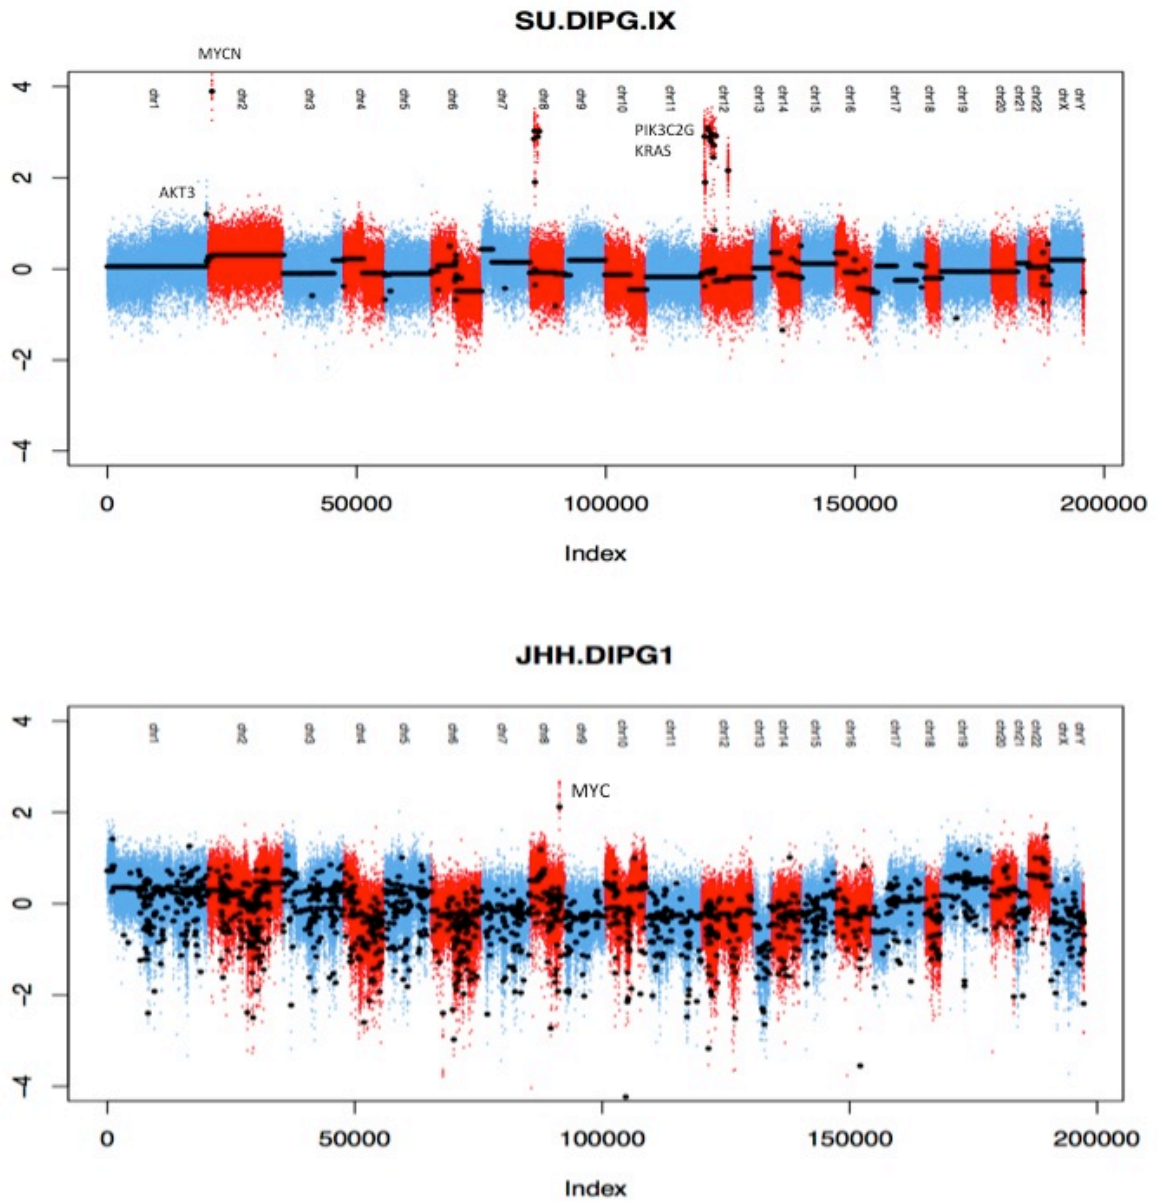 SU.DIPG.IX
MYCN
4
chr1 chr2 chr3 chr4 chr5 chr6 chr7 chr8 chr9 chr10 chr11 chr12 chr13 chr14 chr15 chr16 chr17 chr18 chr19 chr20 chr21 chr22 chrX chrY
PIK3C2G
KRAS
2
AKT3
0
-2
-4
0 50000 100000 150000 200000
Index
JHH.DIPG1
4
chr1 chr2 chr3 chr4 chr5 chr6 chr7 chr8 chr9 chr10 chr11 chr12 chr13 chr14 chr15 chr16 chr17 chr18 chr19 chr20 chr21 chr22 chrX chrY
MYC
2
0
-2
-4
0 50000 100000 150000 200000
Index